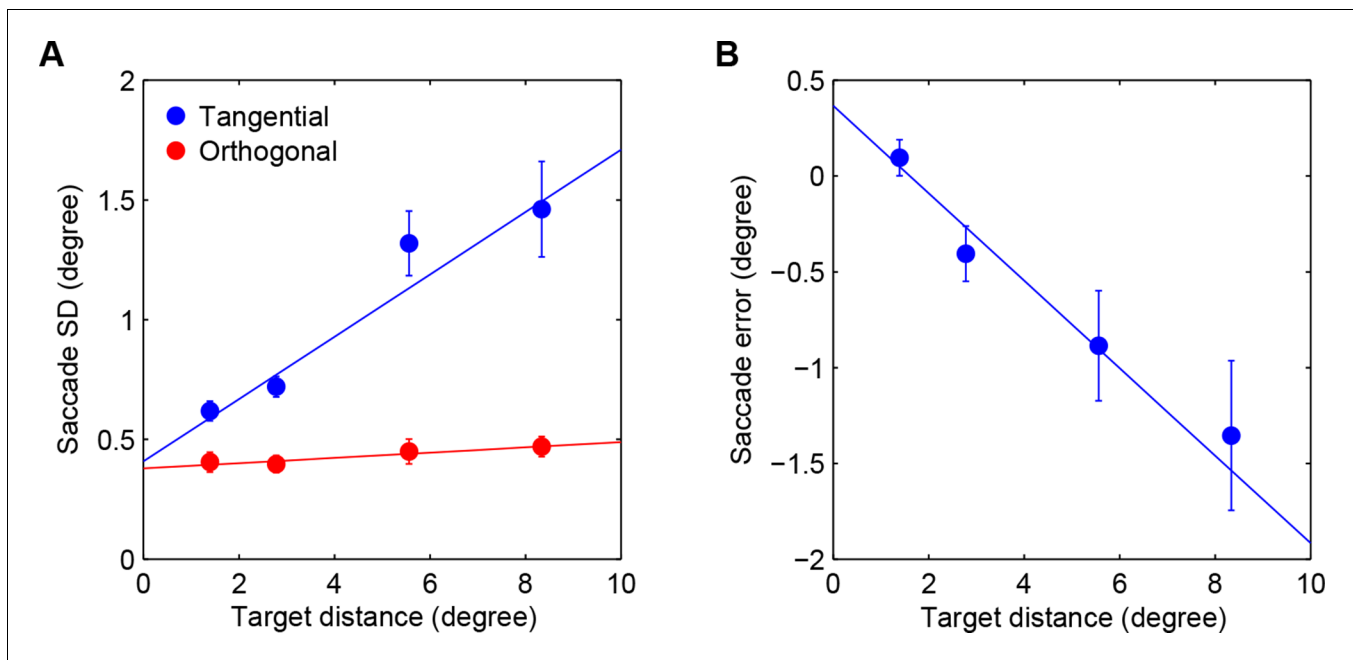 A
2
1.5
1
0.5
0
Saccade SD (degree)
Tangential
Orthogonal
0 2 4 6 8 10
Target distance (degree)
B
0.5
0
−0.5
−1
−1.5
−2
Saccade error (degree)
0 2 4 6 8 10
Target distance (degree)